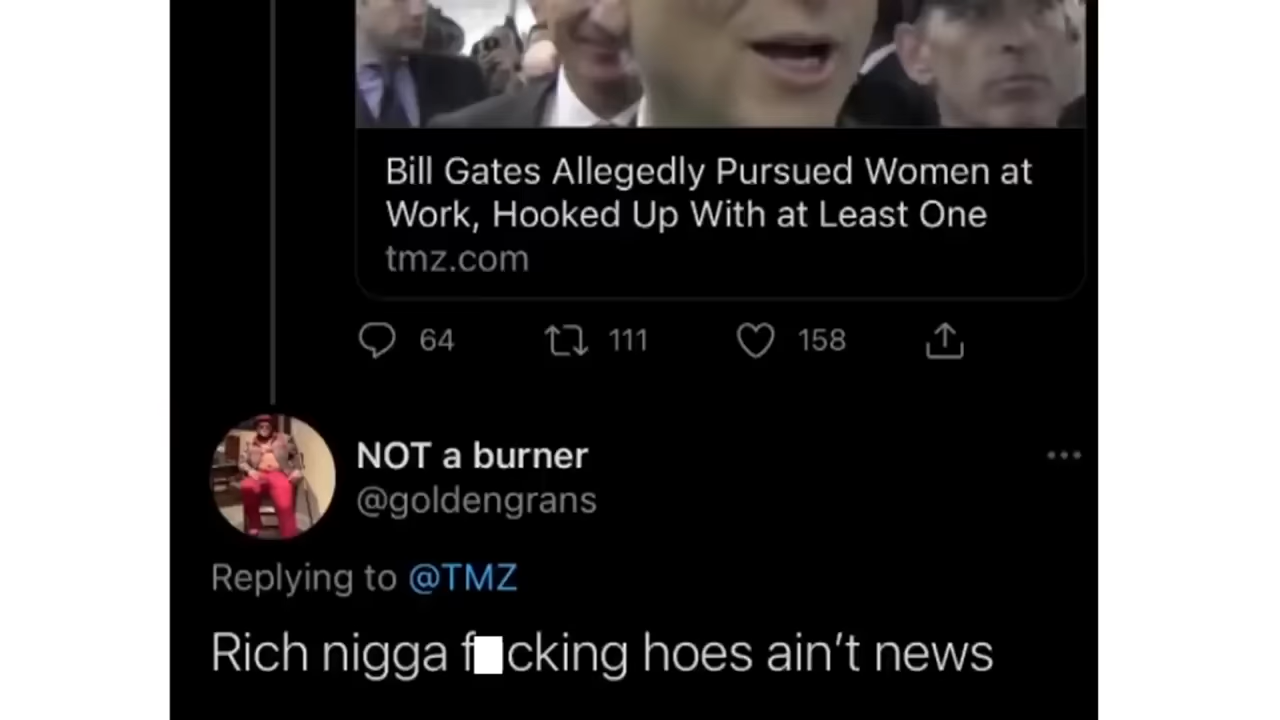 Bill Gates Allegedly Pursued Women at
Work, Hooked Up With at Least One
tmz.com
64 111 158
NOT a burner
@goldengrans
Replying to @TMZ
Rich nigga f cking hoes ain't news